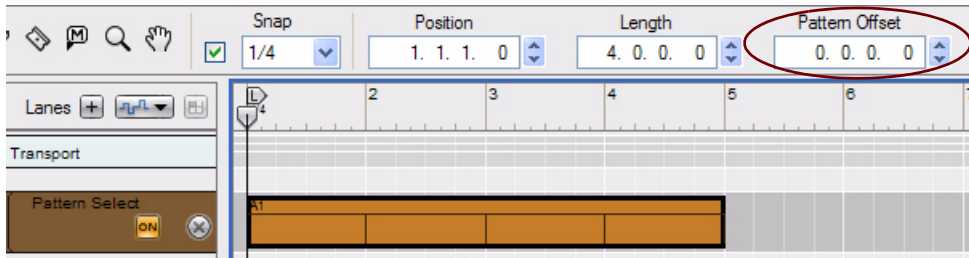 Snap Position Length Pattern Offset
M 1/4 1. 1. 1. 0 4. 0. 0. 0 0. 0. 0. 0
Lanes L 4 2 3 4 5 6
Transport
Pattern Select A1
ON